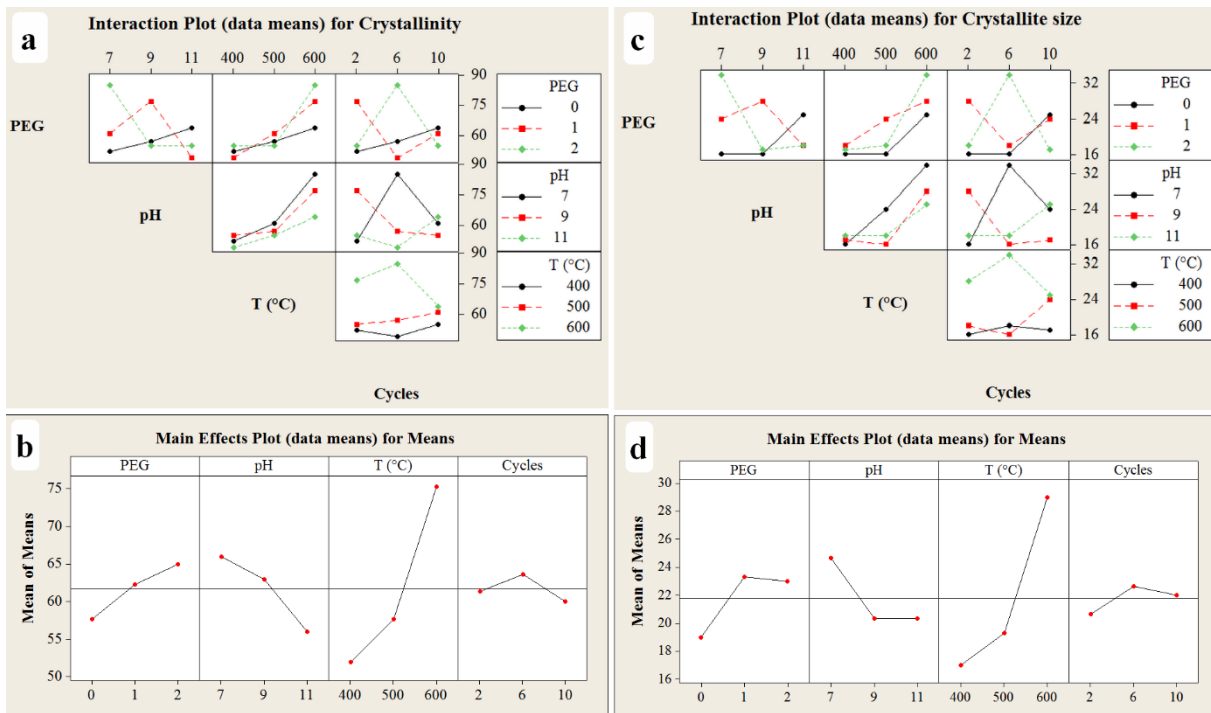 a
Interaction Plot (data means) for Crystallinity
7 9 11 400 500 600 2 6 10
PEG
90
75
60
PEG
0
1
2
pH
90
75
60
pH
7
9
11
T (°C)
90
75
60
T (°C)
400
500
600
Cycles
c
Interaction Plot (data means) for Crystallite size
7 9 11 400 500 600 2 6 10
PEG
32
24
16
PEG
0
1
2
pH
32
24
16
pH
7
9
11
T (°C)
32
24
16
T (°C)
400
500
600
Cycles
b
Main Effects Plot (data means) for Means
PEG pH T (°C) Cycles
Mean of Means
75
70
65
60
55
50
0 1 2 7 9 11 400 500 600 2 6 10
d
Main Effects Plot (data means) for Means
PEG pH T (°C) Cycles
Mean of Means
30
28
26
24
22
20
18
16
0 1 2 7 9 11 400 500 600 2 6 10